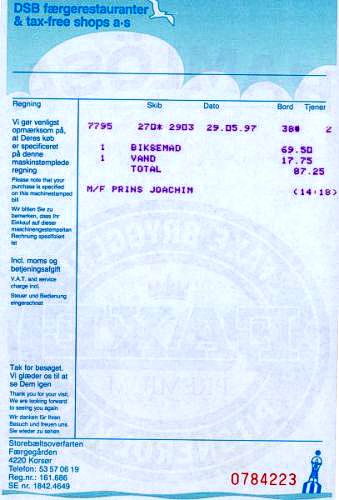 DSB færgerestauranter
& tax-free shops a·s
Regning Skib Dato Bord Tjener
Vi gør venligst
opmærksom på,
at Deres køb
er specificeret
på denne
maskinstemplede
regning
Please note that your
purchase is specified
on this machinestamped
bill
Wir bitten Sie zu
bemerken, dass Ihr
Einkauf auf dieser
maschinengestempelten
Rechnung spezifiziert
ist
7795 270* 2903 29.05.97 38# 2
1 BIKSEMAD 69.50
1 VAND 17.75
TOTAL 87.25
M/F PRINS JOACHIM (14:18)
Incl. moms og
betjeningsafgift
V.A.T. and service
charge incl.
Steuer und Bedienung
eingerechnet
Tak for besøget.
Vi glæder os til at
se Dem igen
Thank you for your visit.
We are looking forward
to seeing you again
Wir danken für Ihren
Besuch und freuen uns.
Sie wieder zu sehen
Storebæltsoverfarten
Færgegården
4220 Korsør
Telefon: 53 57 06 19
Reg.nr.: 161.686
SE nr. 1842.4649
0784223